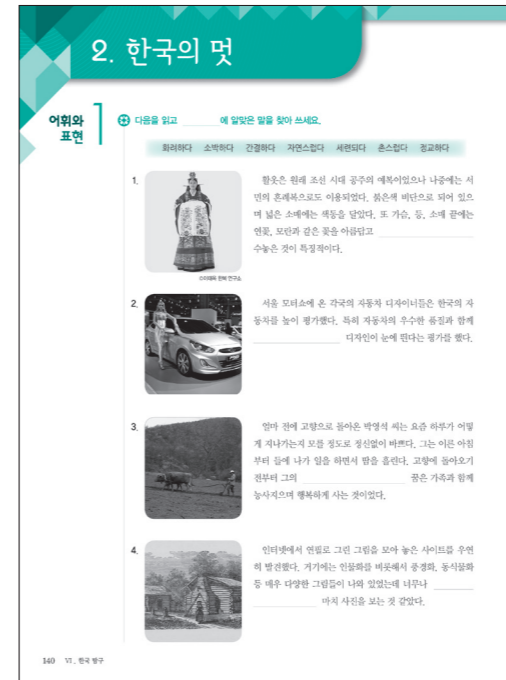 2. 한국의 멋
어휘와
표현
다음을 읽고 ______에 알맞은 말을 찾아 쓰세요.
화려하다 소박하다 간결하다 자연스럽다 세련되다 촌스럽다 정교하다
1.
활옷은 원래 조선 시대 공주의 예복이었으나 나중에는 서
민의 혼례복으로도 이용되었다. 붉은색 비단으로 되어 있으
며 넓은 소매에는 색동을 달았다. 또 가슴, 등, 소매 끝에는
연꽃, 모란과 같은 꽃을 아름답고 ______
수놓은 것이 특징적이다.
한복 연구소
2.
서울 모터쇼에 온 각국의 자동차 디자이너들은 한국의 자
동차를 높이 평가했다. 특히 자동차의 우수한 품질과 함께
______ 디자인이 눈에 띈다는 평가를 했다.
3.
얼마 전에 고향으로 돌아온 박영석 씨는 요즘 하루가 어떻
게 지나가는지 모를 정도로 정신없이 바쁘다. 그는 이른 아침
부터 들에 나가 일을 하면서 땀을 흘린다. 고향에 돌아오기
전부터 그의 ______ 꿈은 가족과 함께
농사지으며 행복하게 사는 것이었다.
4.
인터넷에서 연필로 그린 그림을 모아 놓은 사이트를 우연
히 발견했다. 거기에는 인물화를 비롯해서 풍경화, 동식물화
등 매우 다양한 그림들이 나와 있었는데 너무나 ______
______ 마치 사진을 보는 것 같았다.
140 Ⅵ. 한국 탐구